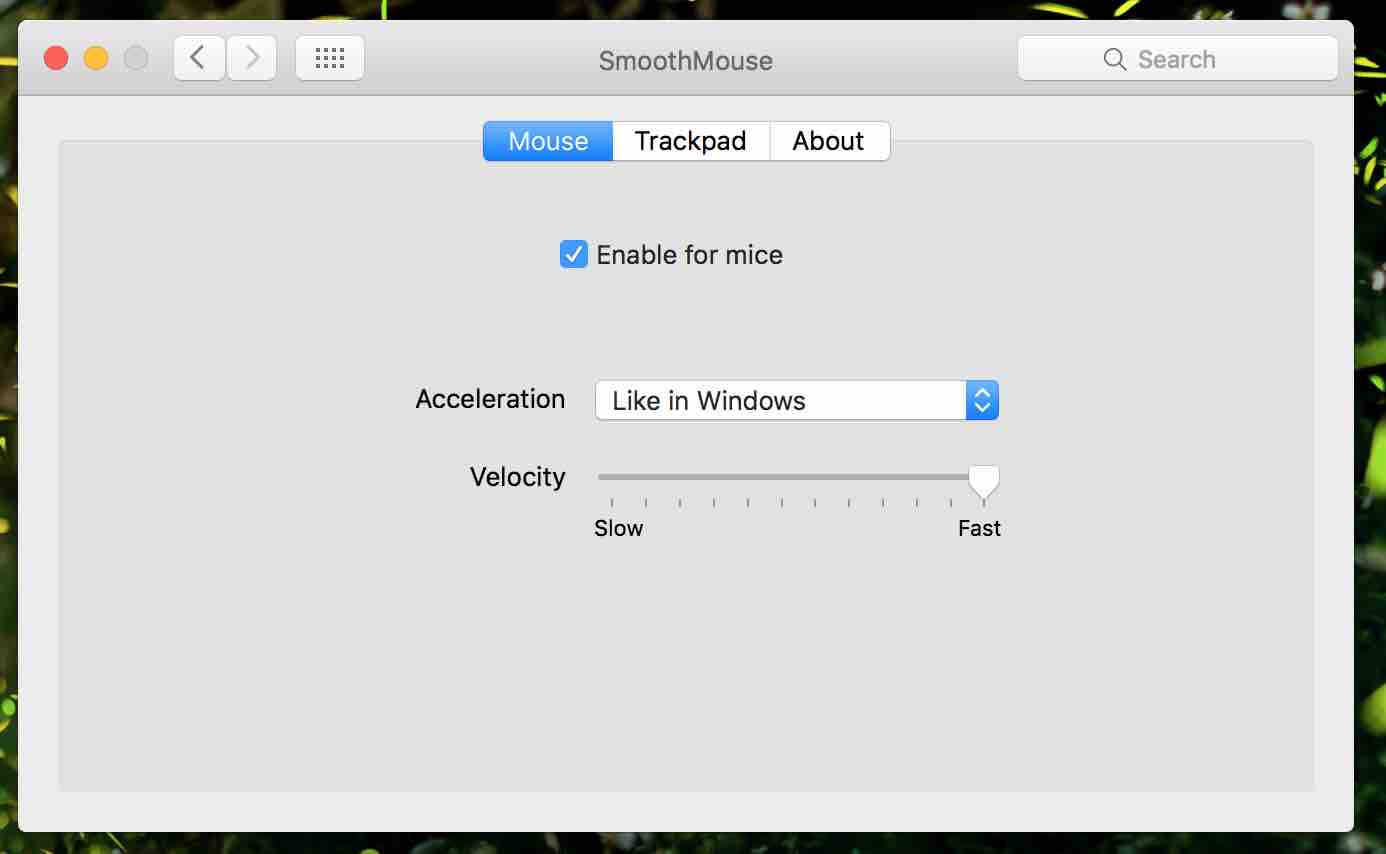 SmoothMouse
Search
Mouse Trackpad About
Enable for mice
Acceleration Like in Windows
Velocity
Slow Fast